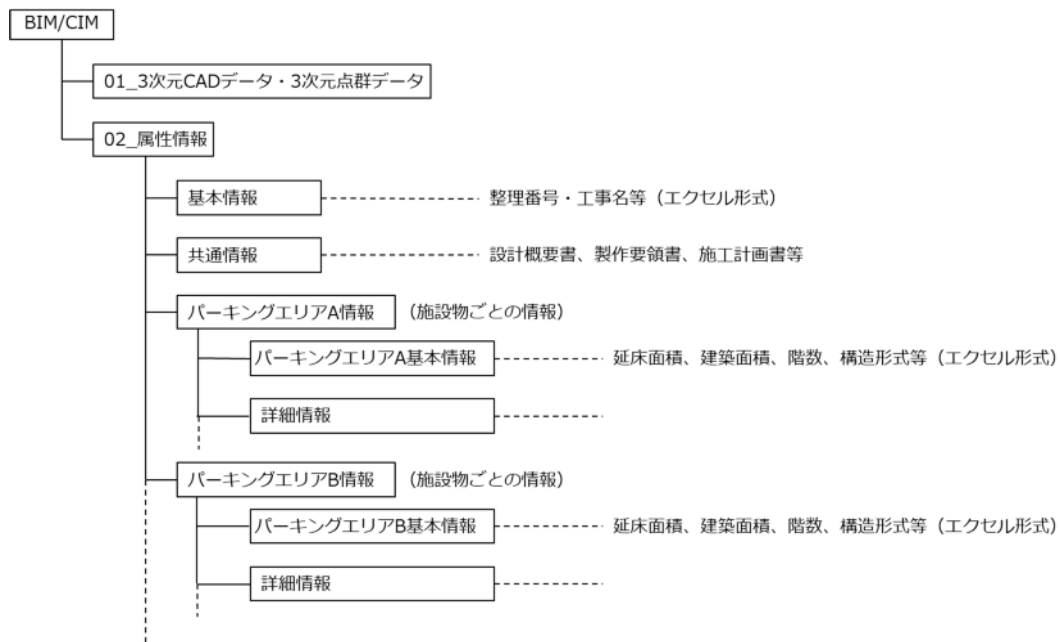 BIM/CIM
01_3次元CADデータ・3次元点群データ
02_属性情報
基本情報 整理番号・工事名等（エクセル形式）
共通情報 設計概要書、製作要領書、施工計画書等
パーキングエリアA情報 （施設物ごとの情報）
パーキングエリアA基本情報 延床面積、建築面積、階数、構造形式等（エクセル形式）
詳細情報
パーキングエリアB情報 （施設物ごとの情報）
パーキングエリアB基本情報 延床面積、建築面積、階数、構造形式等（エクセル形式）
詳細情報